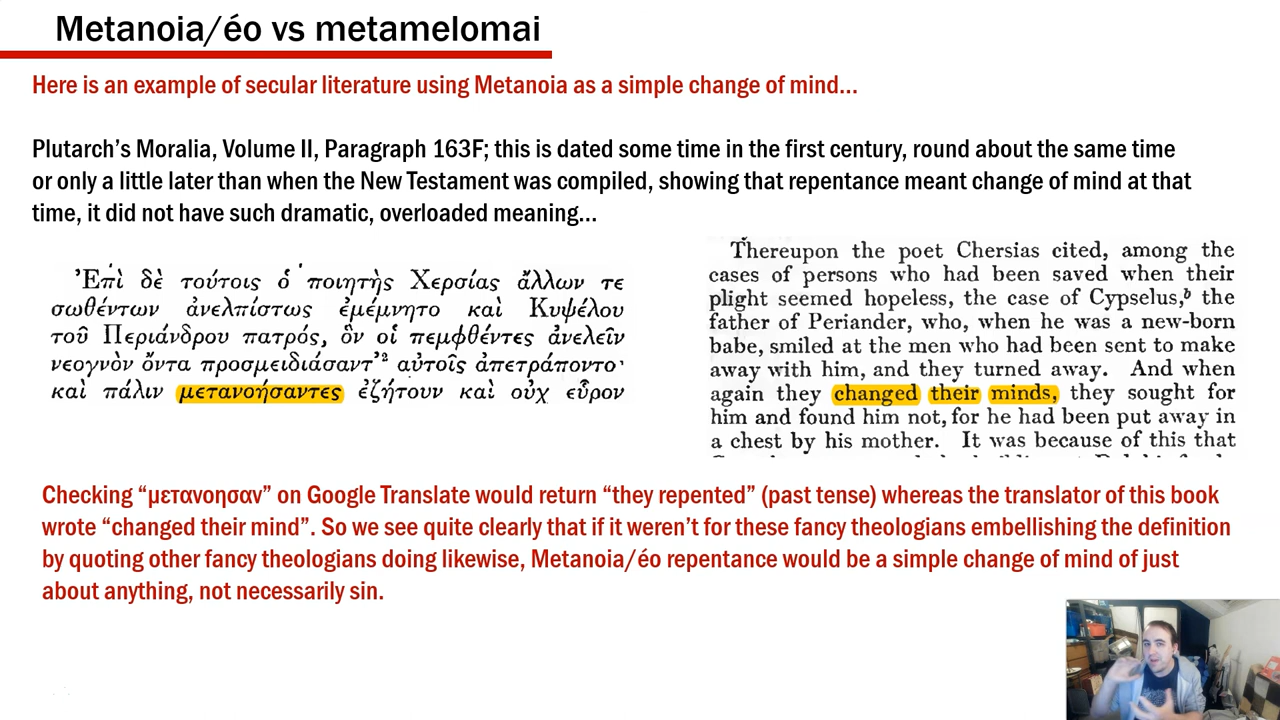 Metanoia/éo vs metamelomai
Here is an example of secular literature using Metanoia as a simple change of mind...
Plutarch's Moralia, Volume II, Paragraph 163F; this is dated some time in the first century, round about the same time
or only a little later than when the New Testament was compiled, showing that repentance meant change of mind at that
time, it did not have such dramatic, overloaded meaning...
Ἐπὶ δὲ τούτοις ὁ ποιητὴς Χερσίας ἄλλων τε
σωθέντων ἀνελπίστως ἐμέμνητο καὶ Κυψέλου
τοῦ Περιάνδρου πατρός, ὃν οἱ πεμφθέντες ἀνελεῖν
νεογνὸν ὄντα προσμειδιάσαντ’² αὐτοῖς ἀπετράποντο·
καὶ πάλιν μετανοήσαντες ἐζήτουν καὶ οὐχ εὗρον
Thereupon the poet Chersias cited, among the
cases of persons who had been saved when their
plight seemed hopeless, the case of Cypselus,ᵇ the
father of Periander, who, when he was a new-born
babe, smiled at the men who had been sent to make
away with him, and they turned away. And when
again they changed their minds, they sought for
him and found him not, for he had been put away in
a chest by his mother. It was because of this that
Checking “μετανοησαν” on Google Translate would return “they repented” (past tense) whereas the translator of this book
wrote “changed their mind”. So we see quite clearly that if it weren't for these fancy theologians embellishing the definition
by quoting other fancy theologians doing likewise, Metanoia/éo repentance would be a simple change of mind of just
about anything, not necessarily sin.